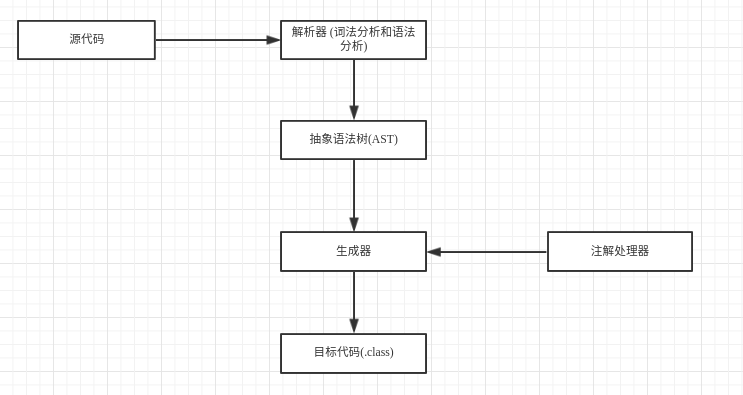 源代码
解析器 (词法分析和语法
分析)
抽象语法树(AST)
生成器
注解处理器
目标代码(.class)